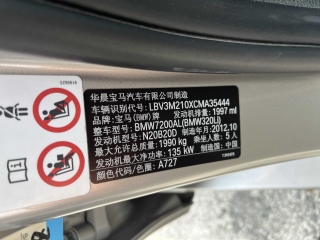 华晨宝马汽车有限公司制造
车辆识别代号: LBV3M210XCMA35444
品牌: 宝马(BMW)牌 发动机排量: 1997 ml
整车型号: BMW7200AL(BMW320Li)
发动机型号: N20B20D 制造年月: 2012.10
最大允许总质量: 1990 kg 乘坐人数: 5 人
发动机最大净功率: 135 kW 制造国: 中国
颜色代码/色号: A727